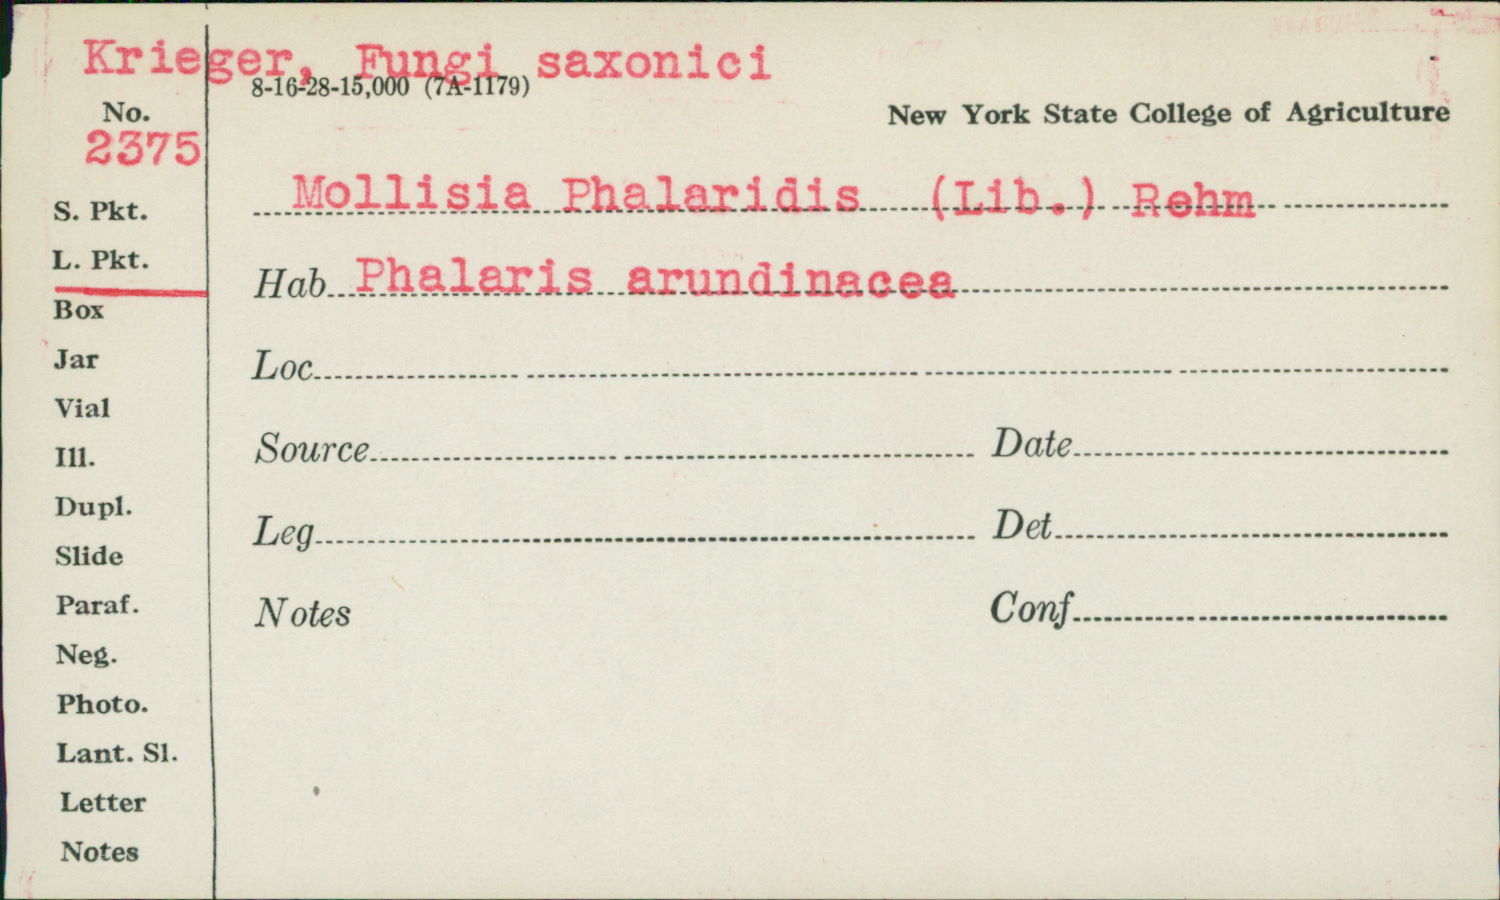 Krieger, Fungi saxonici
8-16-28-15,000 (7A-1179)
No.
New York State College of Agriculture
2375
Mollisia Phalaridis (Lib.) Rehm
S. Pkt.
L. Pkt.
Hab. Phalaris arundinacea
Box
Jar
Loc.
Vial
Source
Date
Ill.
Dupl.
Leg
Det
Slide
Paraf.
Notes
Conf
Neg.
Photo.
Lant. Sl.
Letter
Notes